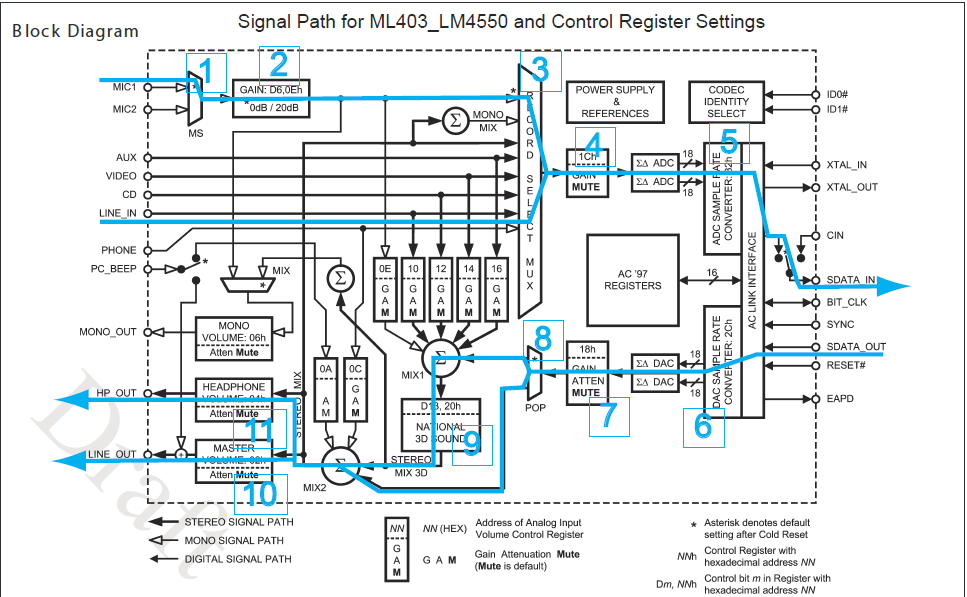 Signal Path for ML403_LM4550 and Control Register Settings
Block Diagram
1
2
3
4
5
6
7
8
9
10
11
MIC1
MIC2
MS
GAIN: D6,0Eh
*0dB / 20dB
*
Σ
MONO
MIX
RECORD SELECT MUX
POWER SUPPLY
&
REFERENCES
CODEC
IDENTITY
SELECT
ID0#
ID1#
AUX
VIDEO
CD
LINE_IN
PHONE
PC_BEEP
1Ch
GAIN
MUTE
ΣΔ ADC
ΣΔ ADC
18
18
ADC SAMPLE RATE
CONVERTER: 32h
AC LINK INTERFACE
XTAL_IN
XTAL_OUT
CIN
SDATA_IN
BIT_CLK
SYNC
SDATA_OUT
RESET#
EAPD
AC '97
REGISTERS
16
MIX
*
Σ
0E
G
A
M
10
G
A
M
12
G
A
M
14
G
A
M
16
G
A
M
MONO_OUT
MONO
VOLUME: 06h
Atten Mute
HP_OUT
HEADPHONE
VOLUME: 04h
Atten Mute
LINE_OUT
MASTER
VOLUME: 02h
Atten Mute
STEREO MIX
0A
A
M
0C
G
A
M
MIX1
Σ
D13, 20h
NATIONAL
3D SOUND
STEREO
MIX 3D
MIX2
Σ
POP
*
18h
GAIN
ATTEN
MUTE
ΣΔ DAC
ΣΔ DAC
18
18
DAC SAMPLE RATE
CONVERTER: 2Ch
Draft
STEREO SIGNAL PATH
MONO SIGNAL PATH
DIGITAL SIGNAL PATH
NN
G
A
M
NN (HEX) Address of Analog Input
Volume Control Register
G A M Gain Attenuation Mute
(Mute is default)
* Asterisk denotes default
setting after Cold Reset
NNh Control Register with
hexadecimal address NN
Dm, NNh Control bit m in Register with
hexadecimal address NN